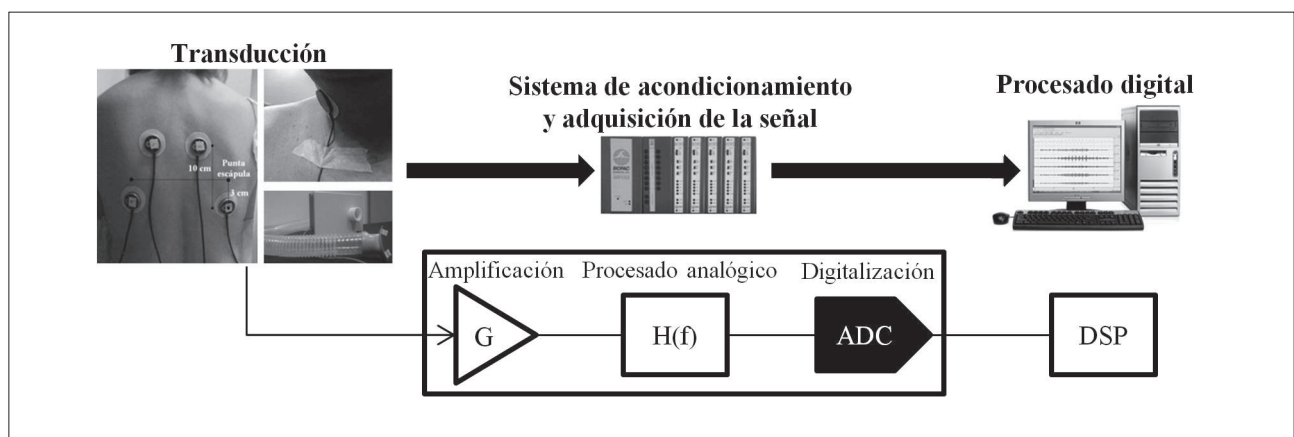 Transducción
Sistema de acondicionamiento
y adquisición de la señal
Procesado digital
10 cm
Punta
escápula
3 cm
BIOPAC
Amplificación
Procesado analógico
Digitalización
G
H(f)
ADC
DSP